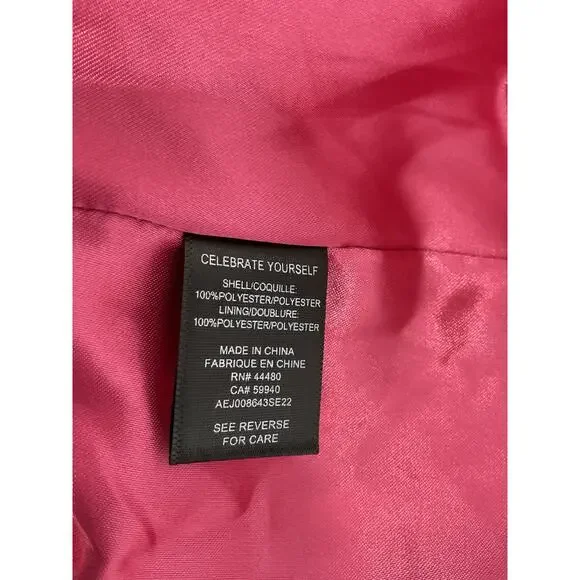 CELEBRATE YOURSELF
SHELL/COQUILLE:
100%POLYESTER/POLYESTER
LINING/DOUBLURE:
100%POLYESTER/POLYESTER
MADE IN CHINA
FABRIQUE EN CHINE
RN# 44480
CA# 59940
AEJ008643SE22
SEE REVERSE
FOR CARE